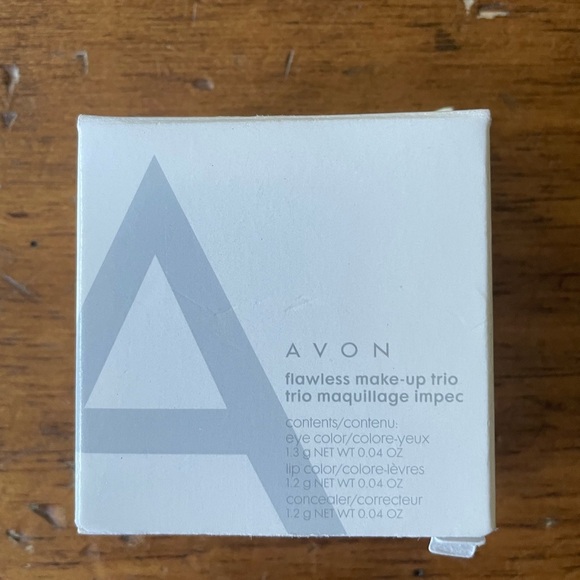 AVON
flawless make-up trio
trio maquillage impec
contents/contenu:
eye color/colore-yeux
1.3 g NET WT 0.04 OZ
lip color/colore-lèvres
1.2 g NET WT 0.04 OZ
concealer/correcteur
1.2 g NET WT 0.04 OZ